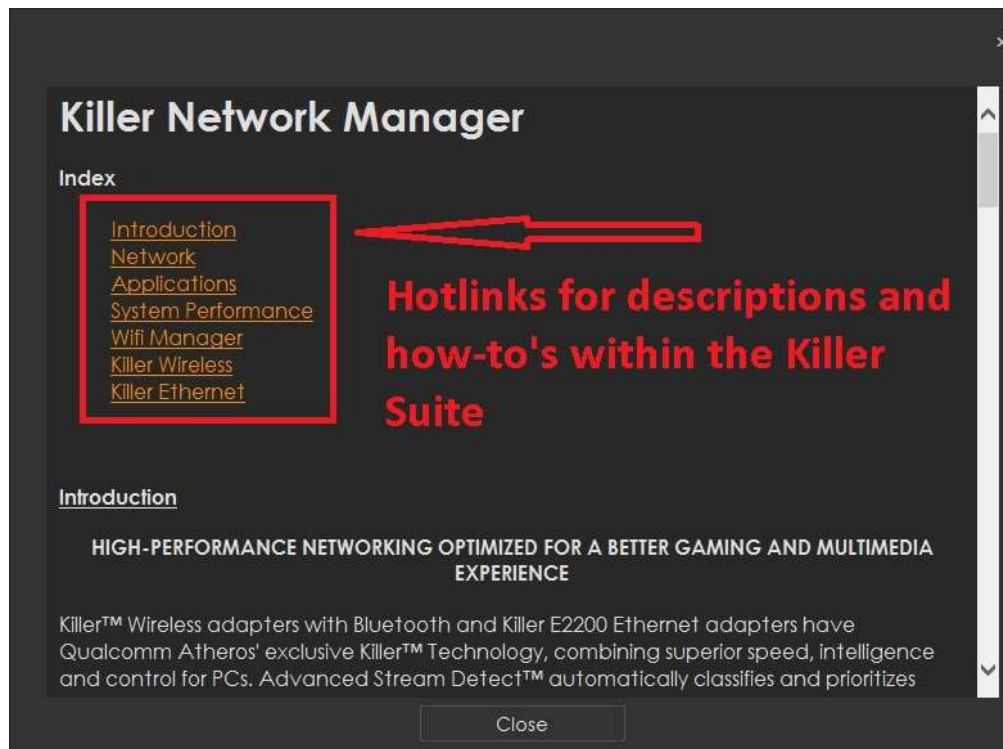 Killer Network Manager
Index
Introduction
Network
Applications
System Performance
Wifi Manager
Killer Wireless
Killer Ethernet
Hotlinks for descriptions and
how-to's within the Killer
Suite
Introduction
HIGH-PERFORMANCE NETWORKING OPTIMIZED FOR A BETTER GAMING AND MULTIMEDIA
EXPERIENCE
Killer™ Wireless adapters with Bluetooth and Killer E2200 Ethernet adapters have
Qualcomm Atheros' exclusive Killer™ Technology, combining superior speed, intelligence
and control for PCs. Advanced Stream Detect™ automatically classifies and prioritizes
Close